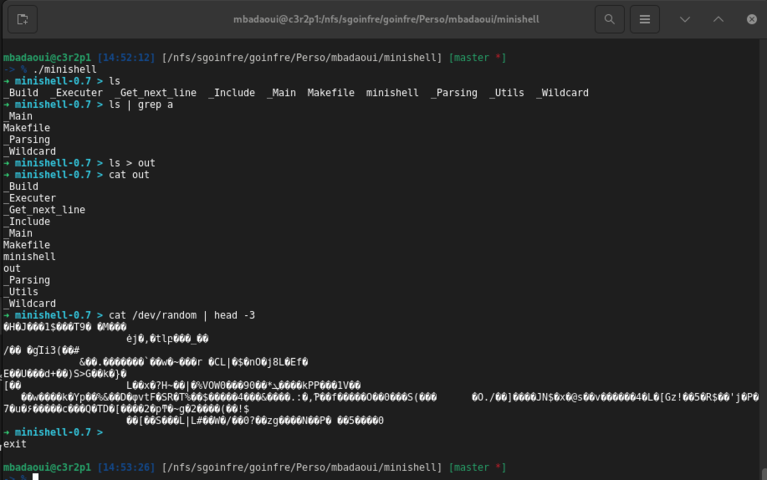 mbadaoui@c3r2p1:/nfs/sgoinfre/goinfre/Perso/mbadaoui/minishell
mbadaoui@c3r2p1 [14:52:12] [/nfs/sgoinfre/goinfre/Perso/mbadaoui/minishell] [master *]
-> % ./minishell
➜ minishell-0.7 > ls
_Build _Executer _Get_next_line _Include _Main Makefile minishell _Parsing _Utils _Wildcard
➜ minishell-0.7 > ls | grep a
_Main
Makefile
_Parsing
_Wildcard
➜ minishell-0.7 > ls > out
➜ minishell-0.7 > cat out
_Build
_Executer
_Get_next_line
_Include
_Main
Makefile
minishell
out
_Parsing
_Utils
_Wildcard
➜ minishell-0.7 > cat /dev/random | head -3
➜ minishell-0.7 >
exit
mbadaoui@c3r2p1 [14:53:26] [/nfs/sgoinfre/goinfre/Perso/mbadaoui/minishell] [master *]
-> %